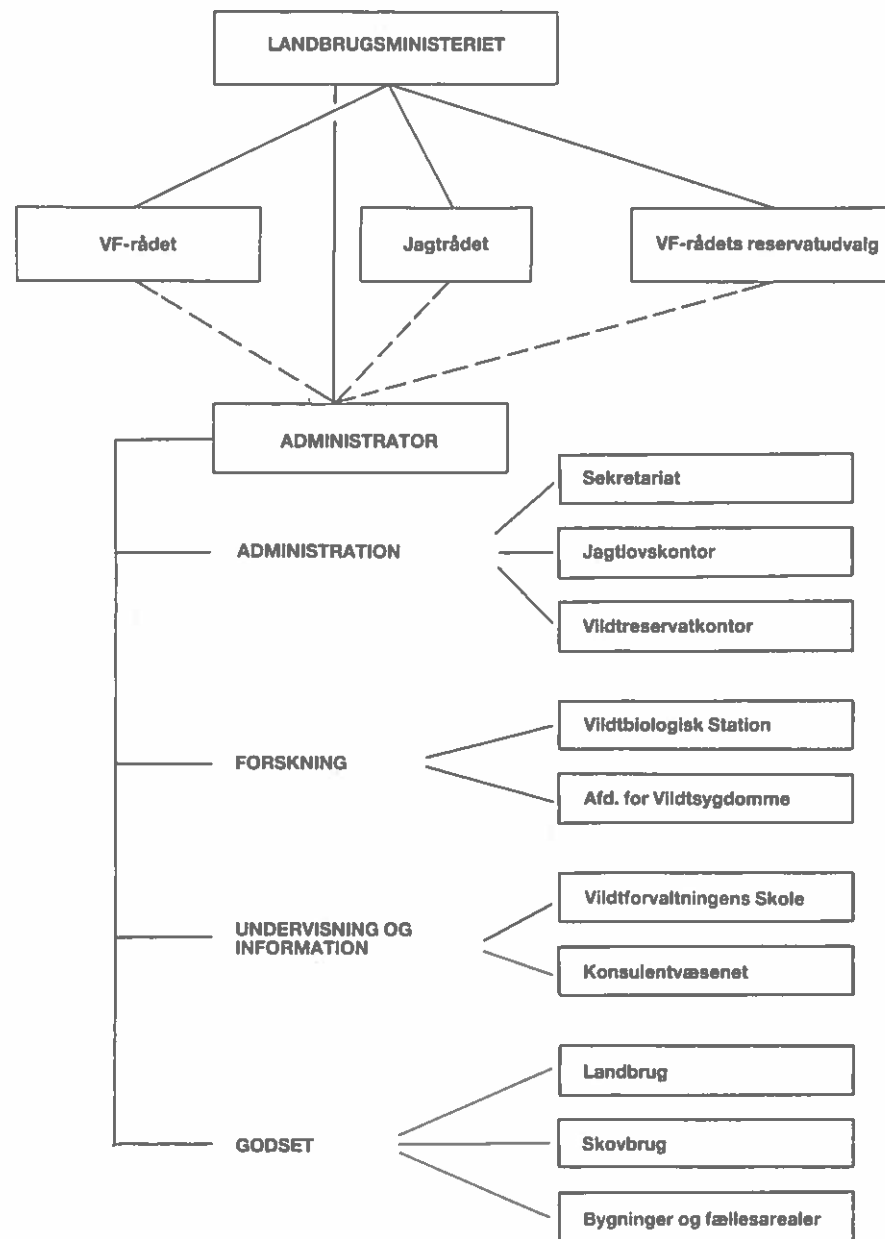 LANDBRUGSMINISTERIET
VF-rådet
Jagtrådet
VF-rådets reservatudvalg
ADMINISTRATOR
ADMINISTRATION
Sekretariat
Jagtlovskontor
Vildtreservatkontor
FORSKNING
Vildtbiologisk Station
Afd. for Vildtsygdomme
UNDERVISNING OG
INFORMATION
Vildtforvaltningens Skole
Konsulentvæsenet
GODSET
Landbrug
Skovbrug
Bygninger og fællesarealer